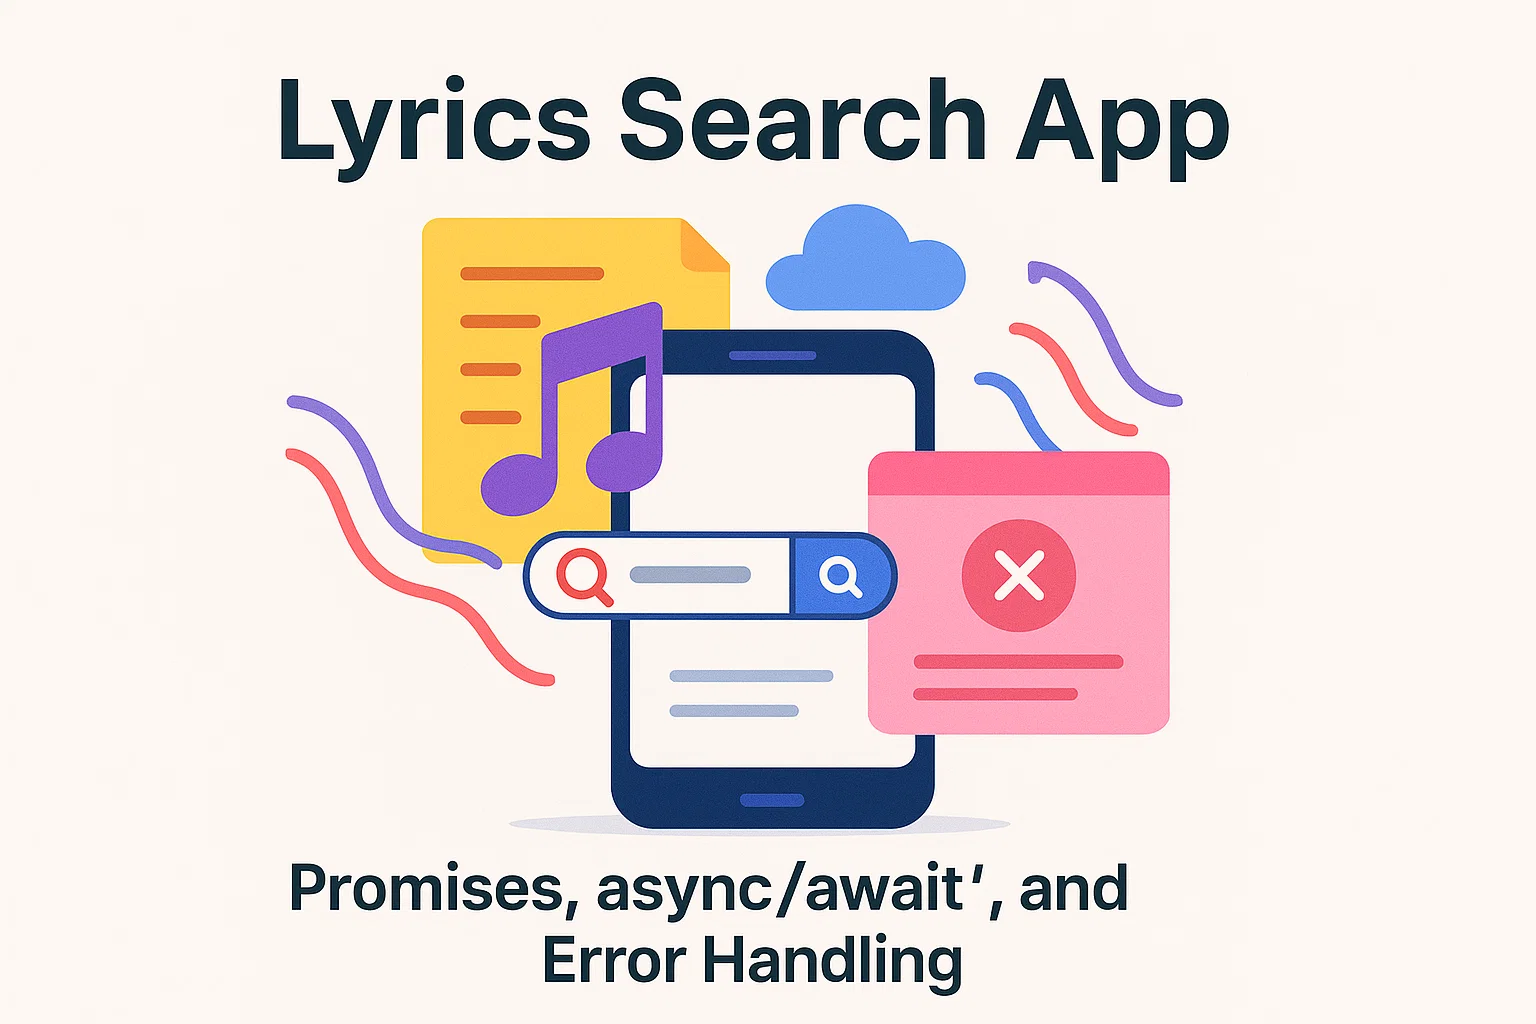 Lyrics Search App
Promises, async/await', and
Error Handling